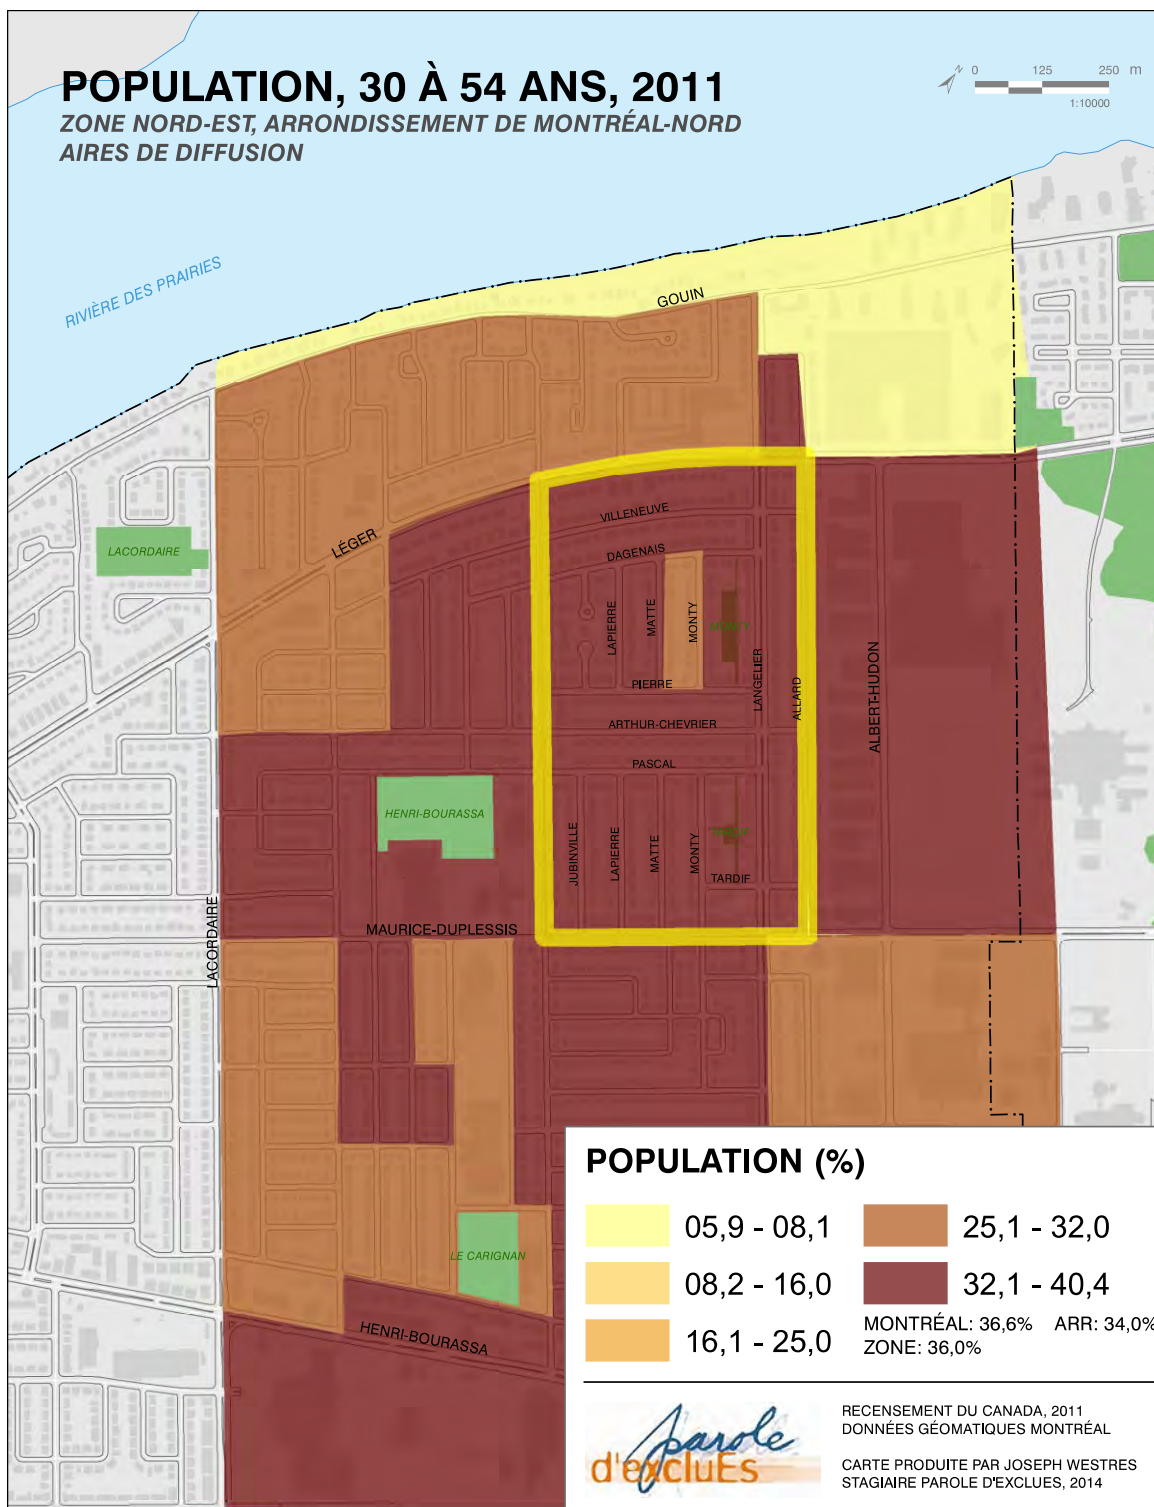 POPULATION, 30 À 54 ANS, 2011
ZONE NORD-EST, ARRONDISSEMENT DE MONTRÉAL-NORD
AIRES DE DIFFUSION
N
0 125 250 m
1:10000
RIVIÈRE DES PRAIRIES
GOUIN
LÉGER
LACORDAIRE
VILLENEUVE
DAGENAIS
LAPIERRE
MATTE
MONTY
MONTY
LANGELIER
ALLARD
ALBERT-HUDON
PIERRE
ARTHUR-CHEVRIER
PASCAL
HENRI-BOURASSA
JUBINVILLE
LAPIERRE
MATTE
MONTY
TARDIF
TARDIF
LACORDAIRE
MAURICE-DUPLESSIS
LE CARIGNAN
HENRI-BOURASSA
POPULATION (%)
05,9 - 08,1
08,2 - 16,0
16,1 - 25,0
25,1 - 32,0
32,1 - 40,4
MONTRÉAL: 36,6% ARR: 34,0%
ZONE: 36,0%
parole
d'excluEs
RECENSEMENT DU CANADA, 2011
DONNÉES GÉOMATIQUES MONTRÉAL
CARTE PRODUITE PAR JOSEPH WESTRES
STAGIAIRE PAROLE D'EXCLUES, 2014